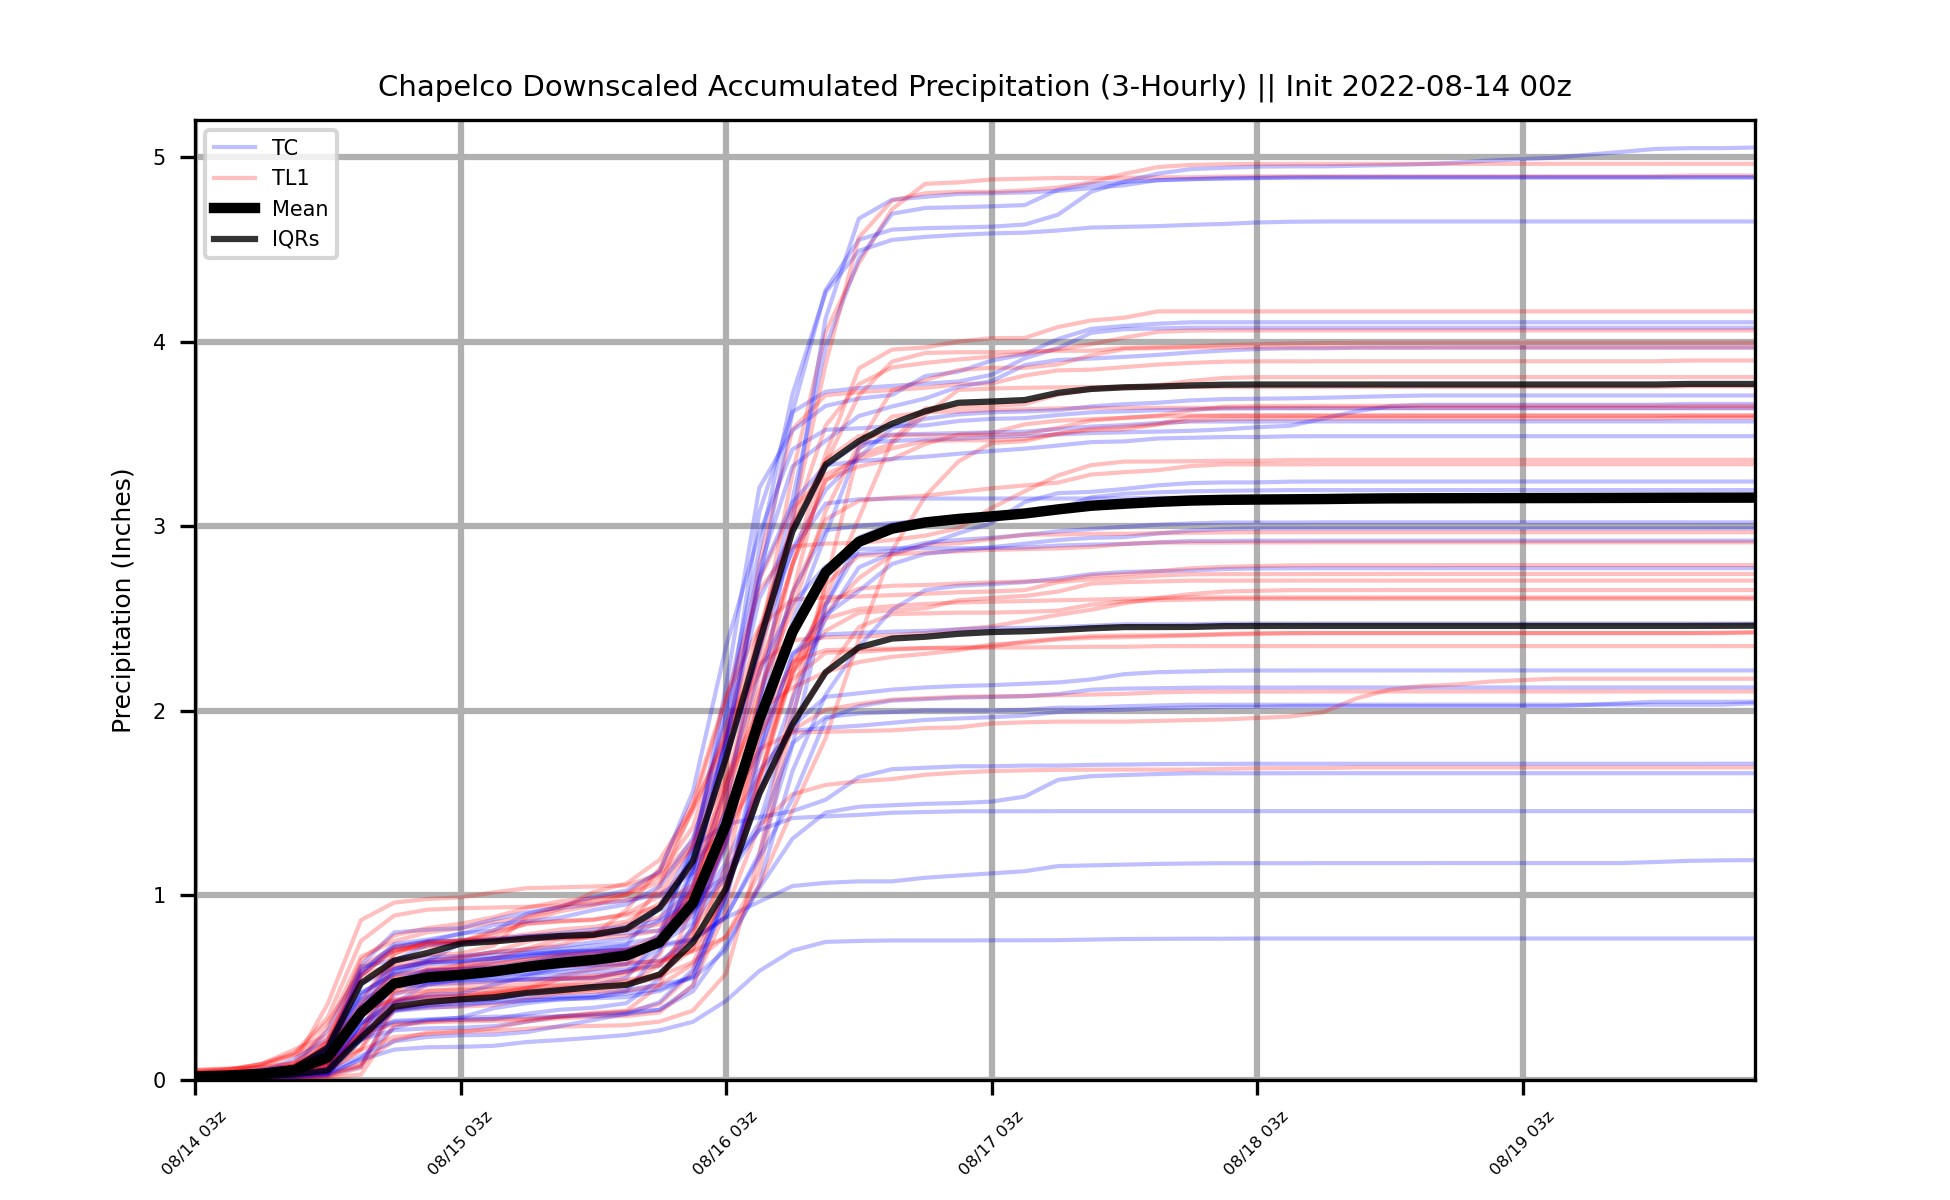 Chapelco Downscaled Accumulated Precipitation (3-Hourly) || Init 2022-08-14 00z
TC
TL1
Mean
IQRs
Precipitation (Inches)
5
4
3
2
1
0
08/14 03z
08/15 03z
08/16 03z
08/17 03z
08/18 03z
08/19 03z